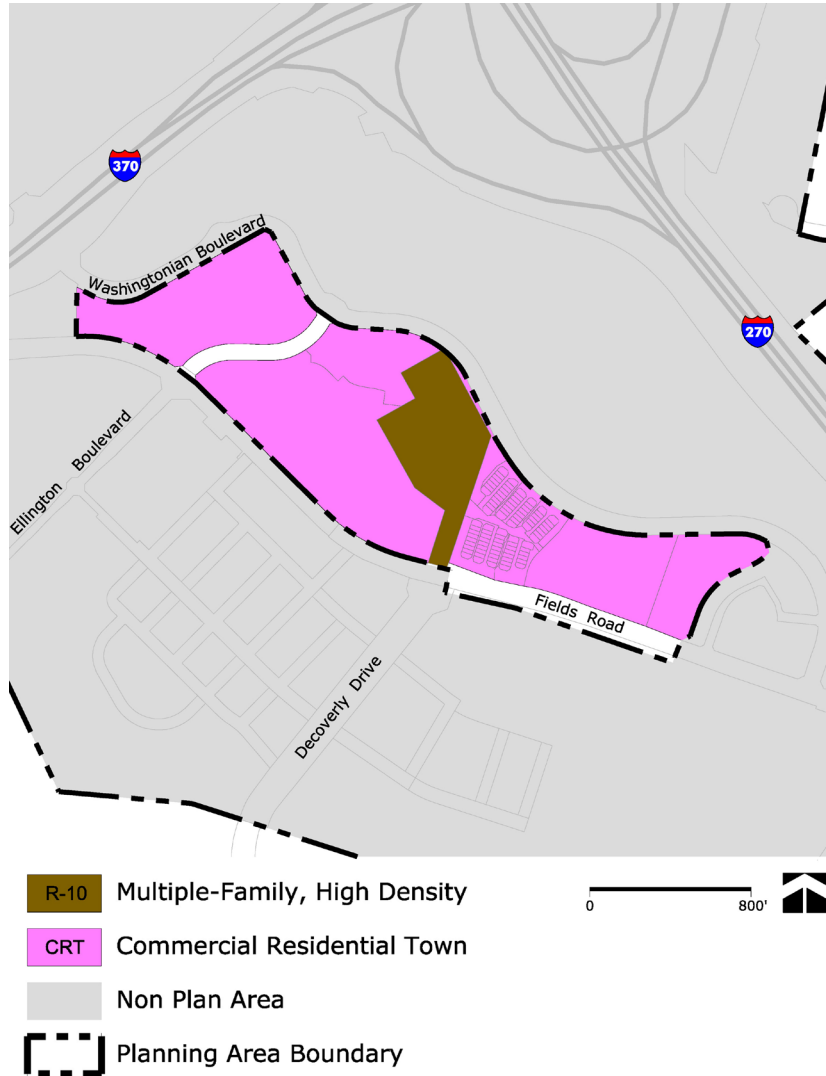 370
Washingtonian Boulevard
270
Ellington Boulevard
Fields Road
Decoverly Drive
R-10 Multiple-Family, High Density
0 800'
CRT Commercial Residential Town
Non Plan Area
Planning Area Boundary